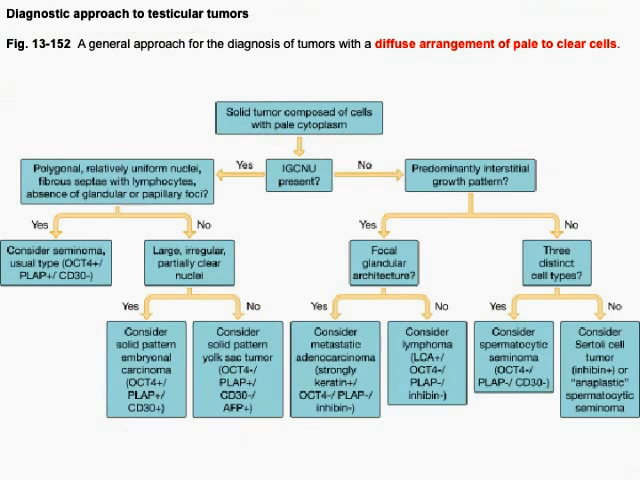 Diagnostic approach to testicular tumors
Fig. 13-152 A general approach for the diagnosis of tumors with a diffuse arrangement of pale to clear cells.
Solid tumor composed of cells
with pale cytoplasm
Polygonal, relatively uniform nuclei,
fibrous septae with lymphocytes,
absence of glandular or papillary foci?
Yes
IGCNU
present?
No
Predominantly interstitial
growth pattern?
Yes
No
Yes
No
Consider seminoma,
usual type (OCT4+/
PLAP+/ CD30-)
Large, irregular,
partially clear
nuclei
Focal
glandular
architecture?
Three
distinct
cell types?
Yes
No
Yes
No
Yes
No
Consider
solid pattern
embryonal
carcinoma
(OCT4+/
PLAP+/
CD30+)
Consider
solid pattern
yolk sac tumor
(OCT4-/
PLAP+/
CD30-/
AFP+)
Consider
metastatic
adenocarcinoma
(strongly
keratin+/
OCT4-/ PLAP-/
inhibin-)
Consider
lymphoma
(LCA+/
OCT4-/
PLAP-/
inhibin-)
Consider
spermatocytic
seminoma
(OCT4-/
PLAP-/ CD30-)
Consider
Sertoli cell
tumor
(inhibin+) or
"anaplastic"
spermatocytic
seminoma